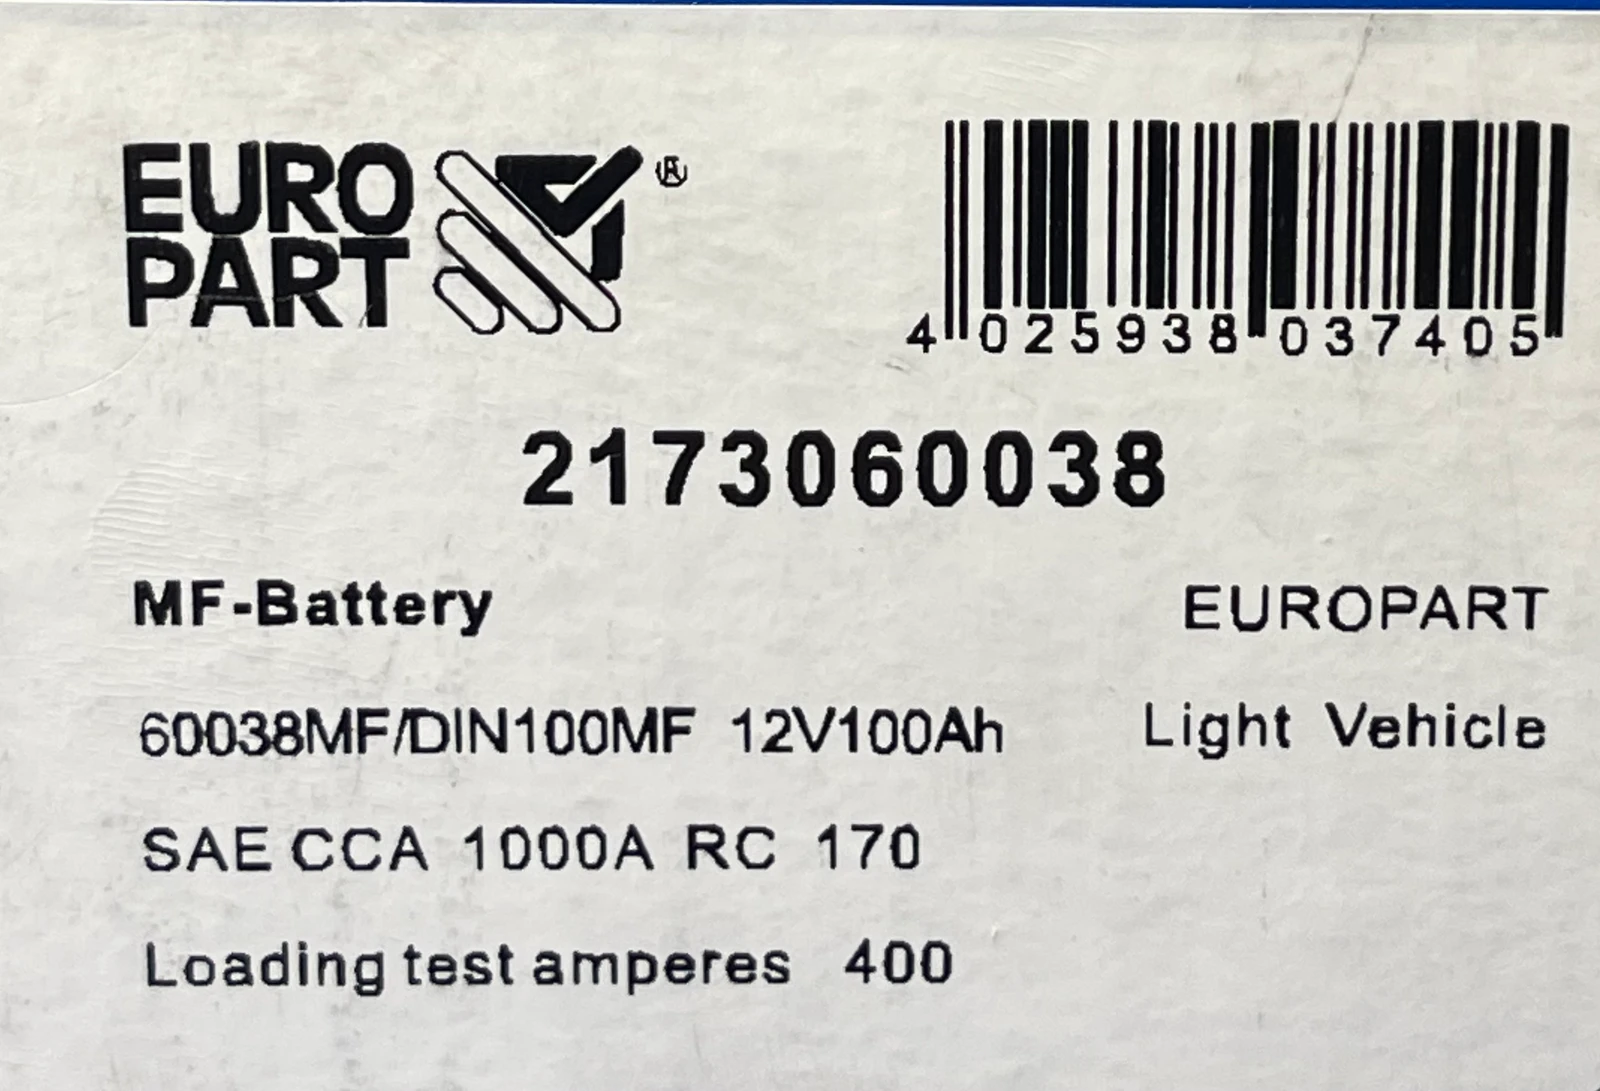 EURO
PART ®
4 025938 037405
2173060038
MF-Battery EUROPART
60038MF/DIN100MF 12V100Ah Light Vehicle
SAE CCA 1000A RC 170
Loading test amperes 400